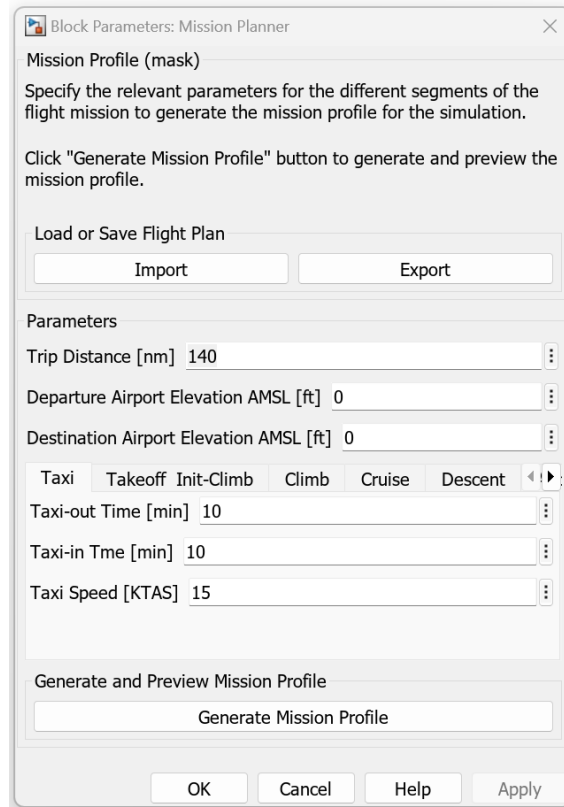 Block Parameters: Mission Planner
Mission Profile (mask)
Specify the relevant parameters for the different segments of the
flight mission to generate the mission profile for the simulation.
Click "Generate Mission Profile" button to generate and preview the
mission profile.
Load or Save Flight Plan
Import Export
Parameters
Trip Distance [nm] 140
Departure Airport Elevation AMSL [ft] 0
Destination Airport Elevation AMSL [ft] 0
Taxi Takeoff Init-Climb Climb Cruise Descent
Taxi-out Time [min] 10
Taxi-in Tme [min] 10
Taxi Speed [KTAS] 15
Generate and Preview Mission Profile
Generate Mission Profile
OK Cancel Help Apply